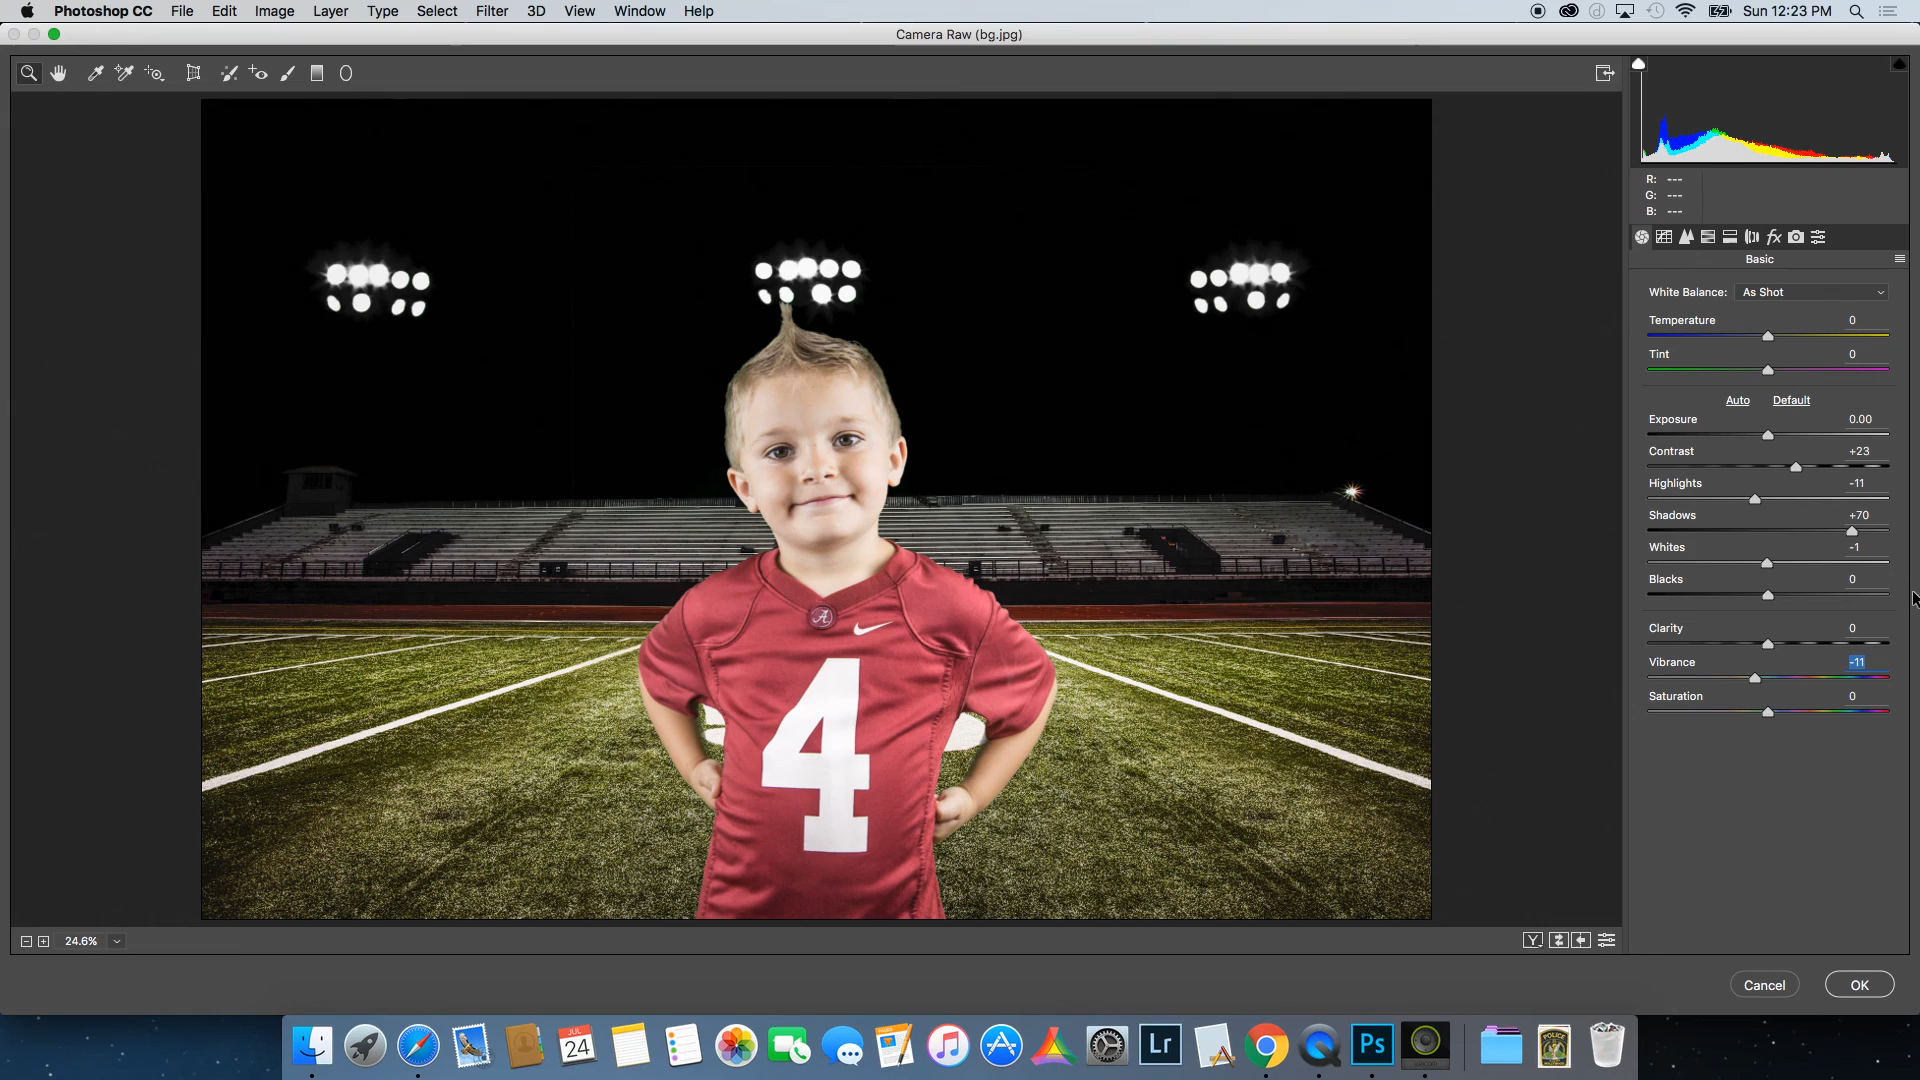 Photoshop CC File Edit Image Layer Type Select Filter 3D View Window Help Sun 12:23 PM
Camera Raw (bg.jpg)
R: ---
G: ---
B: ---
fx
Basic
White Balance: As Shot
Temperature 0
Tint 0
Auto Default
Exposure 0.00
Contrast +23
Highlights -11
Shadows +70
Whites -1
Blacks 0
Clarity 0
Vibrance -11
Saturation 0
A
4
24.6%
Y
Cancel OK
JUL
24
Lr
Ps
POLICE